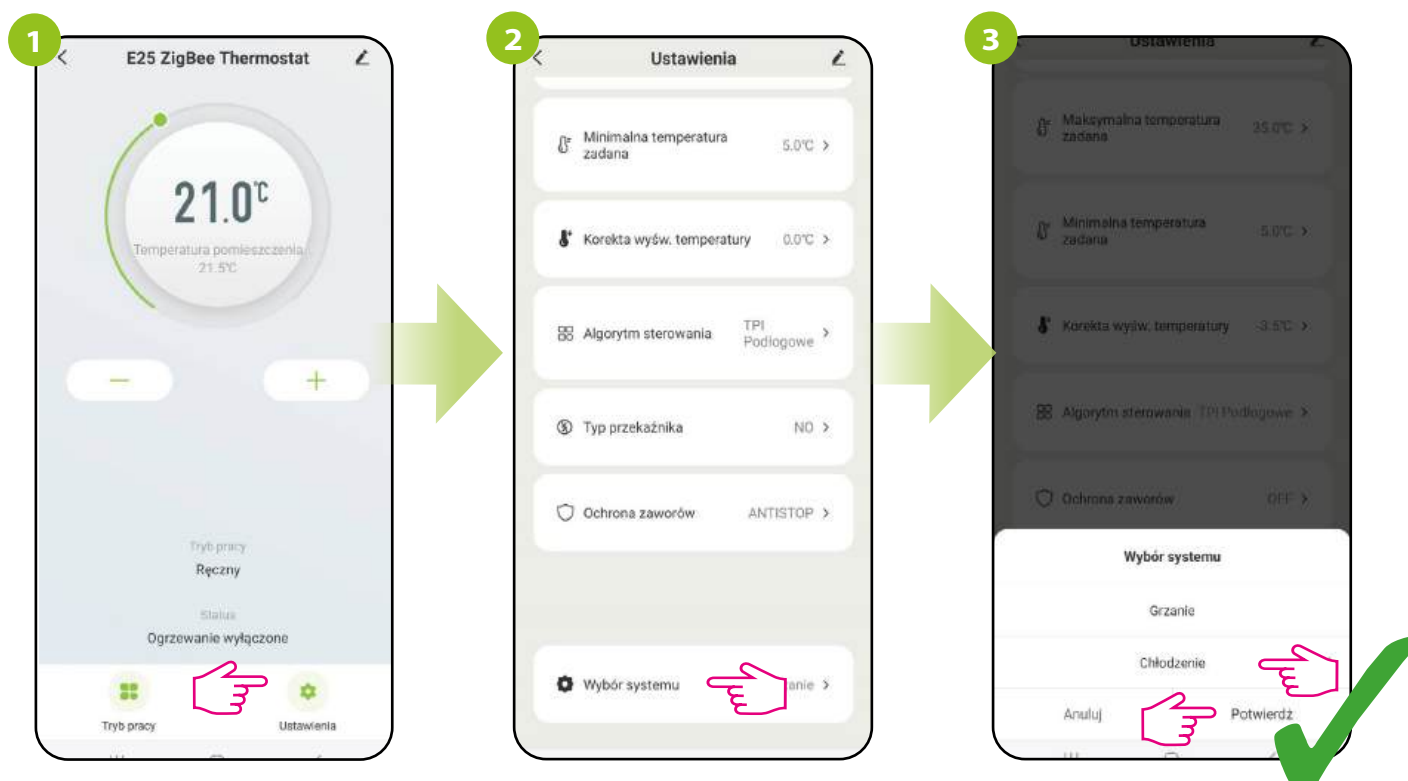 1
E25 ZigBee Thermostat
21.0℃
Temperatura pomieszczenia
21.5℃
−
+
Tryb pracy
Ręczny
Status
Ogrzewanie wyłączone
Tryb pracy
Ustawienia
2
Ustawienia
Minimalna temperatura
zadana
5.0℃
Korekta wyśw. temperatury
0.0℃
Algorytm sterowania
TPI
Podłogowe
Typ przekaźnika
NO
Ochrona zaworów
ANTISTOP
Wybór systemu
anie
3
Ustawienia
Maksymalna temperatura
zadana
35.0℃
Minimalna temperatura
zadana
5.0℃
Korekta wyśw. temperatury
-3.5℃
Algorytm sterowania
TPI Podłogowe
Ochrona zaworów
OFF
Wybór systemu
Grzanie
Chłodzenie
Anuluj
Potwierdź